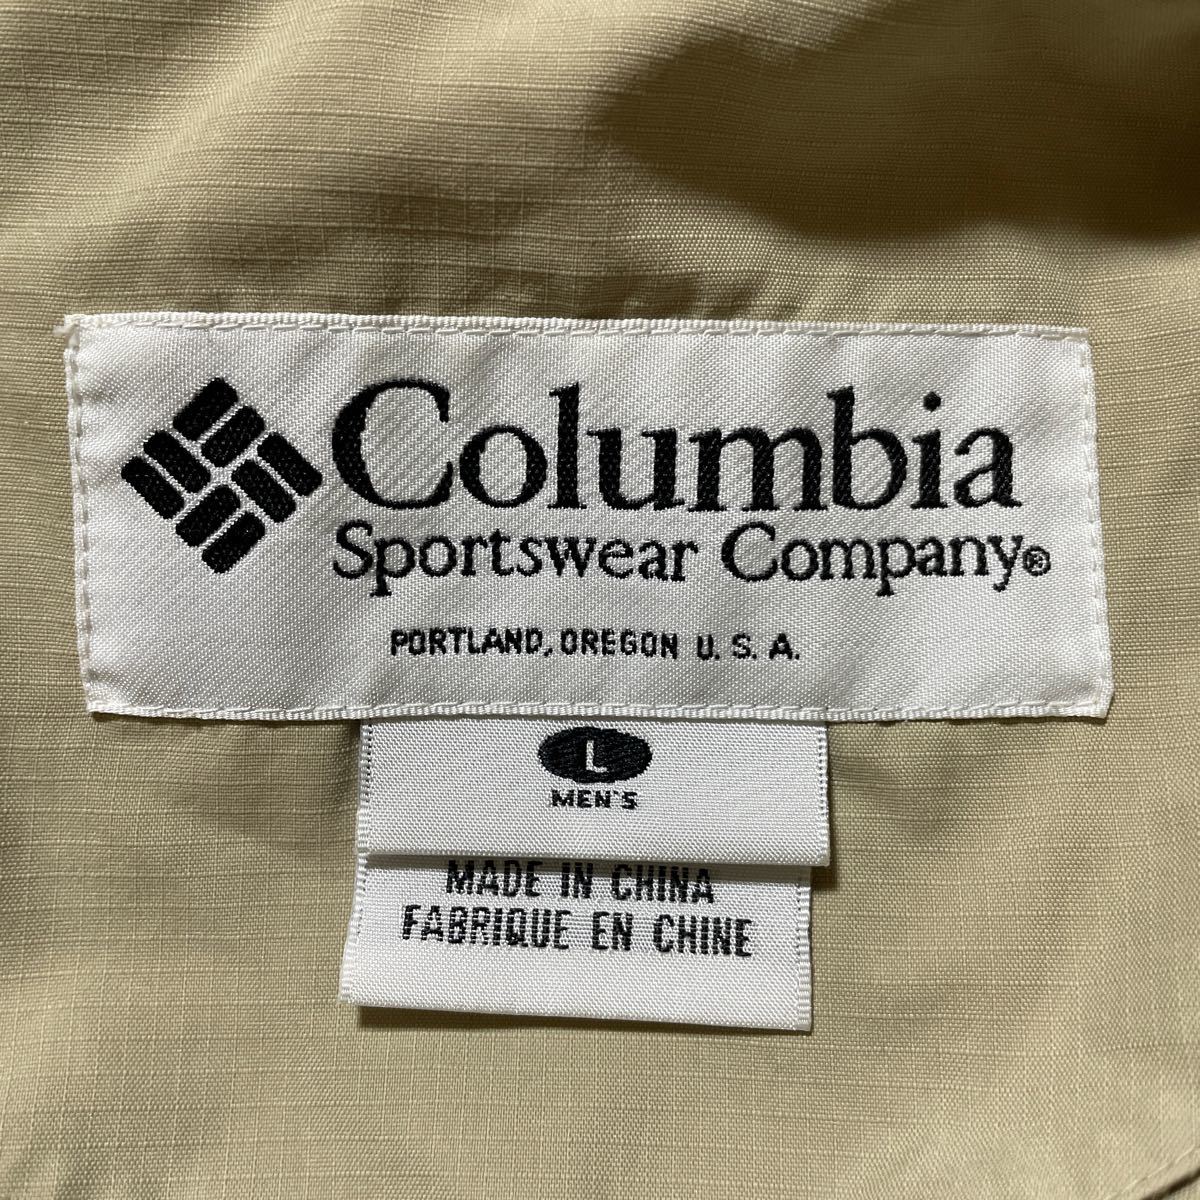 Columbia
Sportswear Company®
PORTLAND, OREGON U. S. A.
L
MEN'S
MADE IN CHINA
FABRIQUE EN CHINE